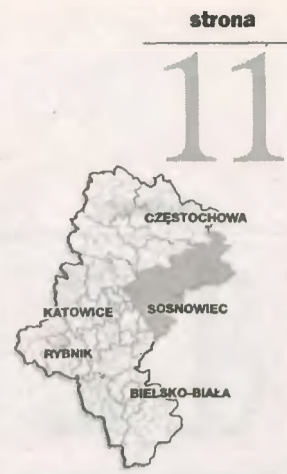 strona
11
CZĘSTOCHOWA
KATOWICE SOSNOWIEC
RYBNIK
BIELSKO-BIAŁA